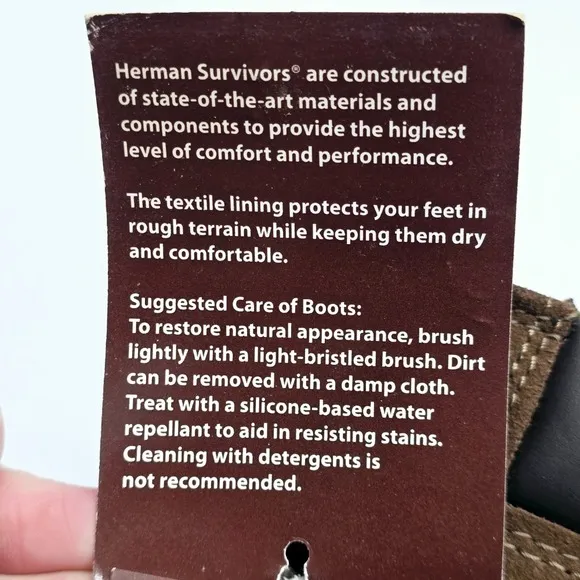 Herman Survivors® are constructed
of state-of-the-art materials and
components to provide the highest
level of comfort and performance.
The textile lining protects your feet in
rough terrain while keeping them dry
and comfortable.
Suggested Care of Boots:
To restore natural appearance, brush
lightly with a light-bristled brush. Dirt
can be removed with a damp cloth.
Treat with a silicone-based water
repellant to aid in resisting stains.
Cleaning with detergents is
not recommended.